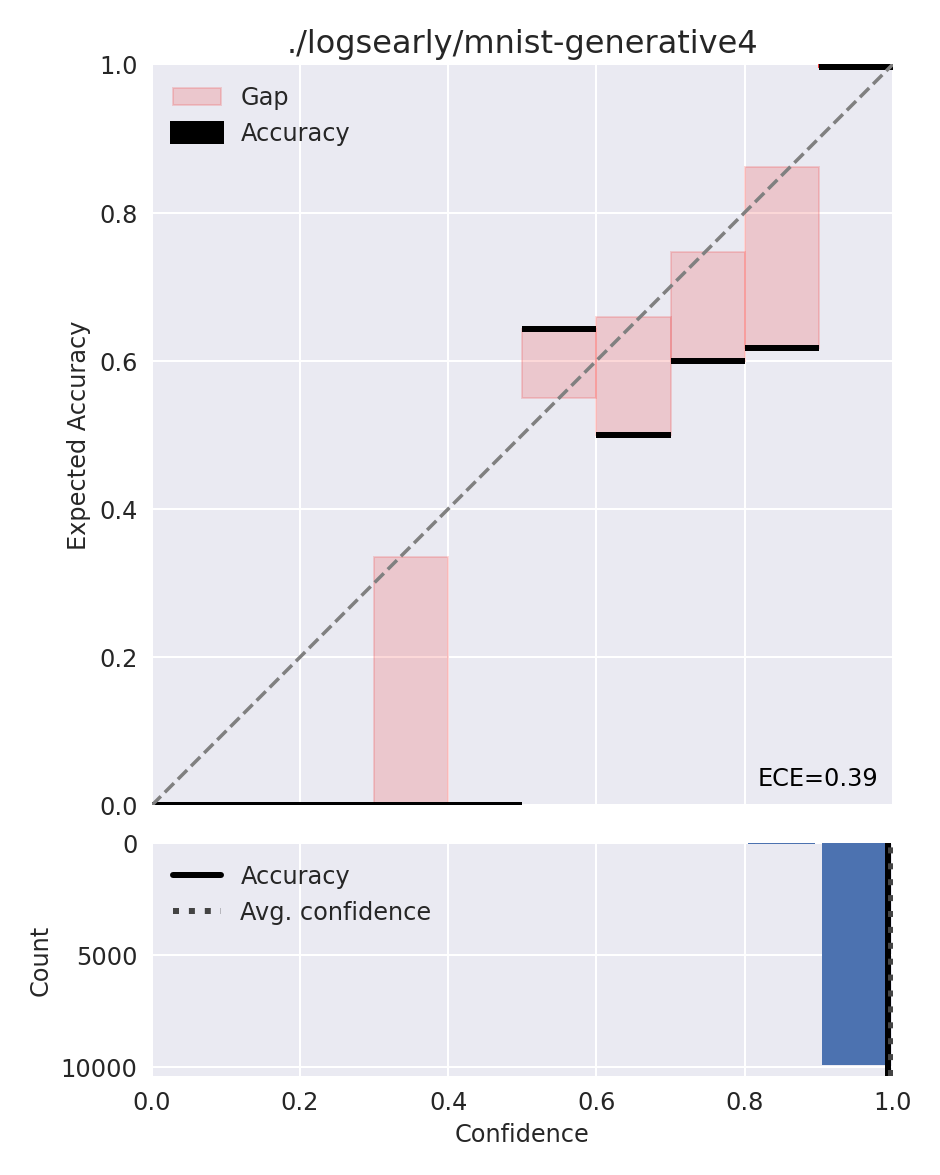 ./logsearly/mnist-generative4
1.0
0.8
0.6
0.4
0.2
0.0
Expected Accuracy
Gap
Accuracy
ECE=0.39
0
5000
10000
Count
Accuracy
Avg. confidence
0.0 0.2 0.4 0.6 0.8 1.0
Confidence